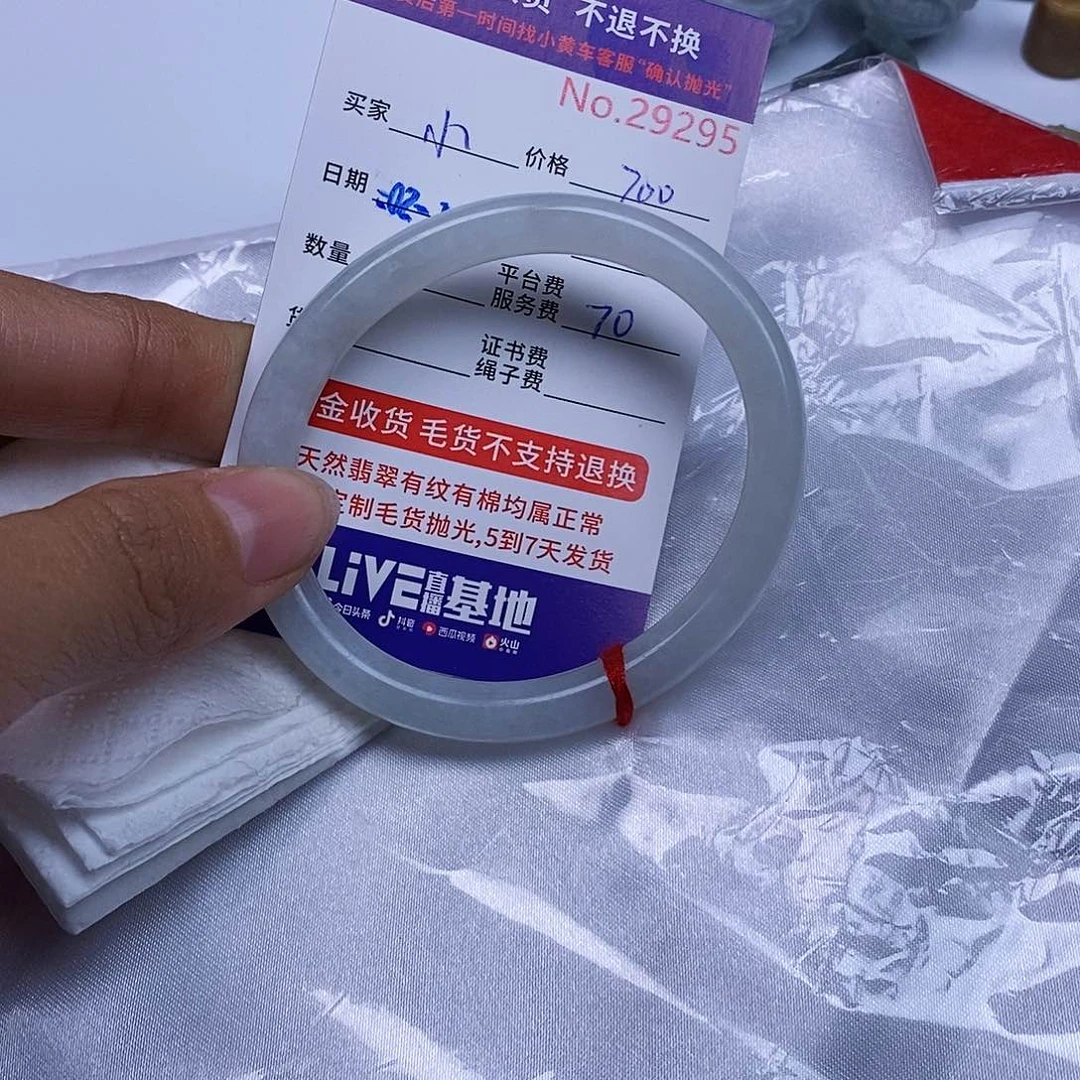 不退不换
后第一时间找小黄车客服“确认抛光”
No.29295
买家 小 价格 700
日期 02-
数量
平台费
服务费 70
证书费
绳子费
金收货 毛货不支持退换
天然翡翠有纹有棉均属正常
定制毛货抛光,5到7天发货
LiVE直播基地
今日头条 抖音 西瓜视频 火山